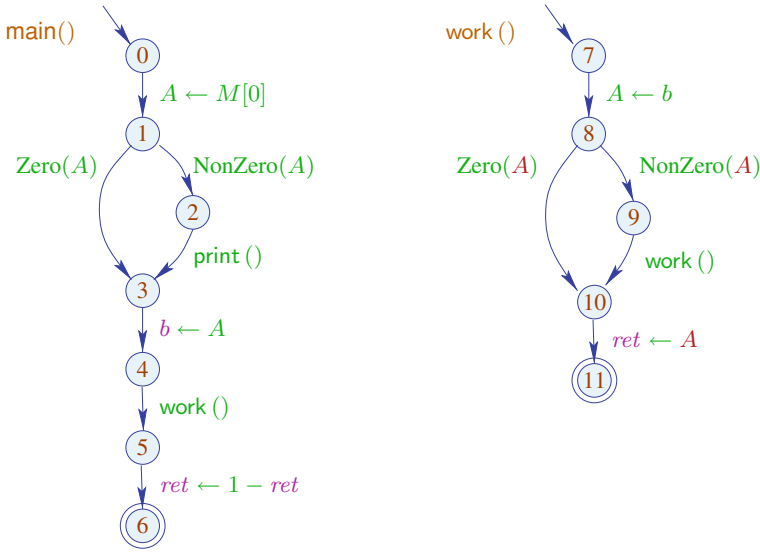 main()
0
A ← M[0]
1
Zero(A)
NonZero(A)
2
print ()
3
b ← A
4
work ()
5
ret ← 1 − ret
6
work ()
7
A ← b
8
Zero(A)
NonZero(A)
9
work ()
10
ret ← A
11